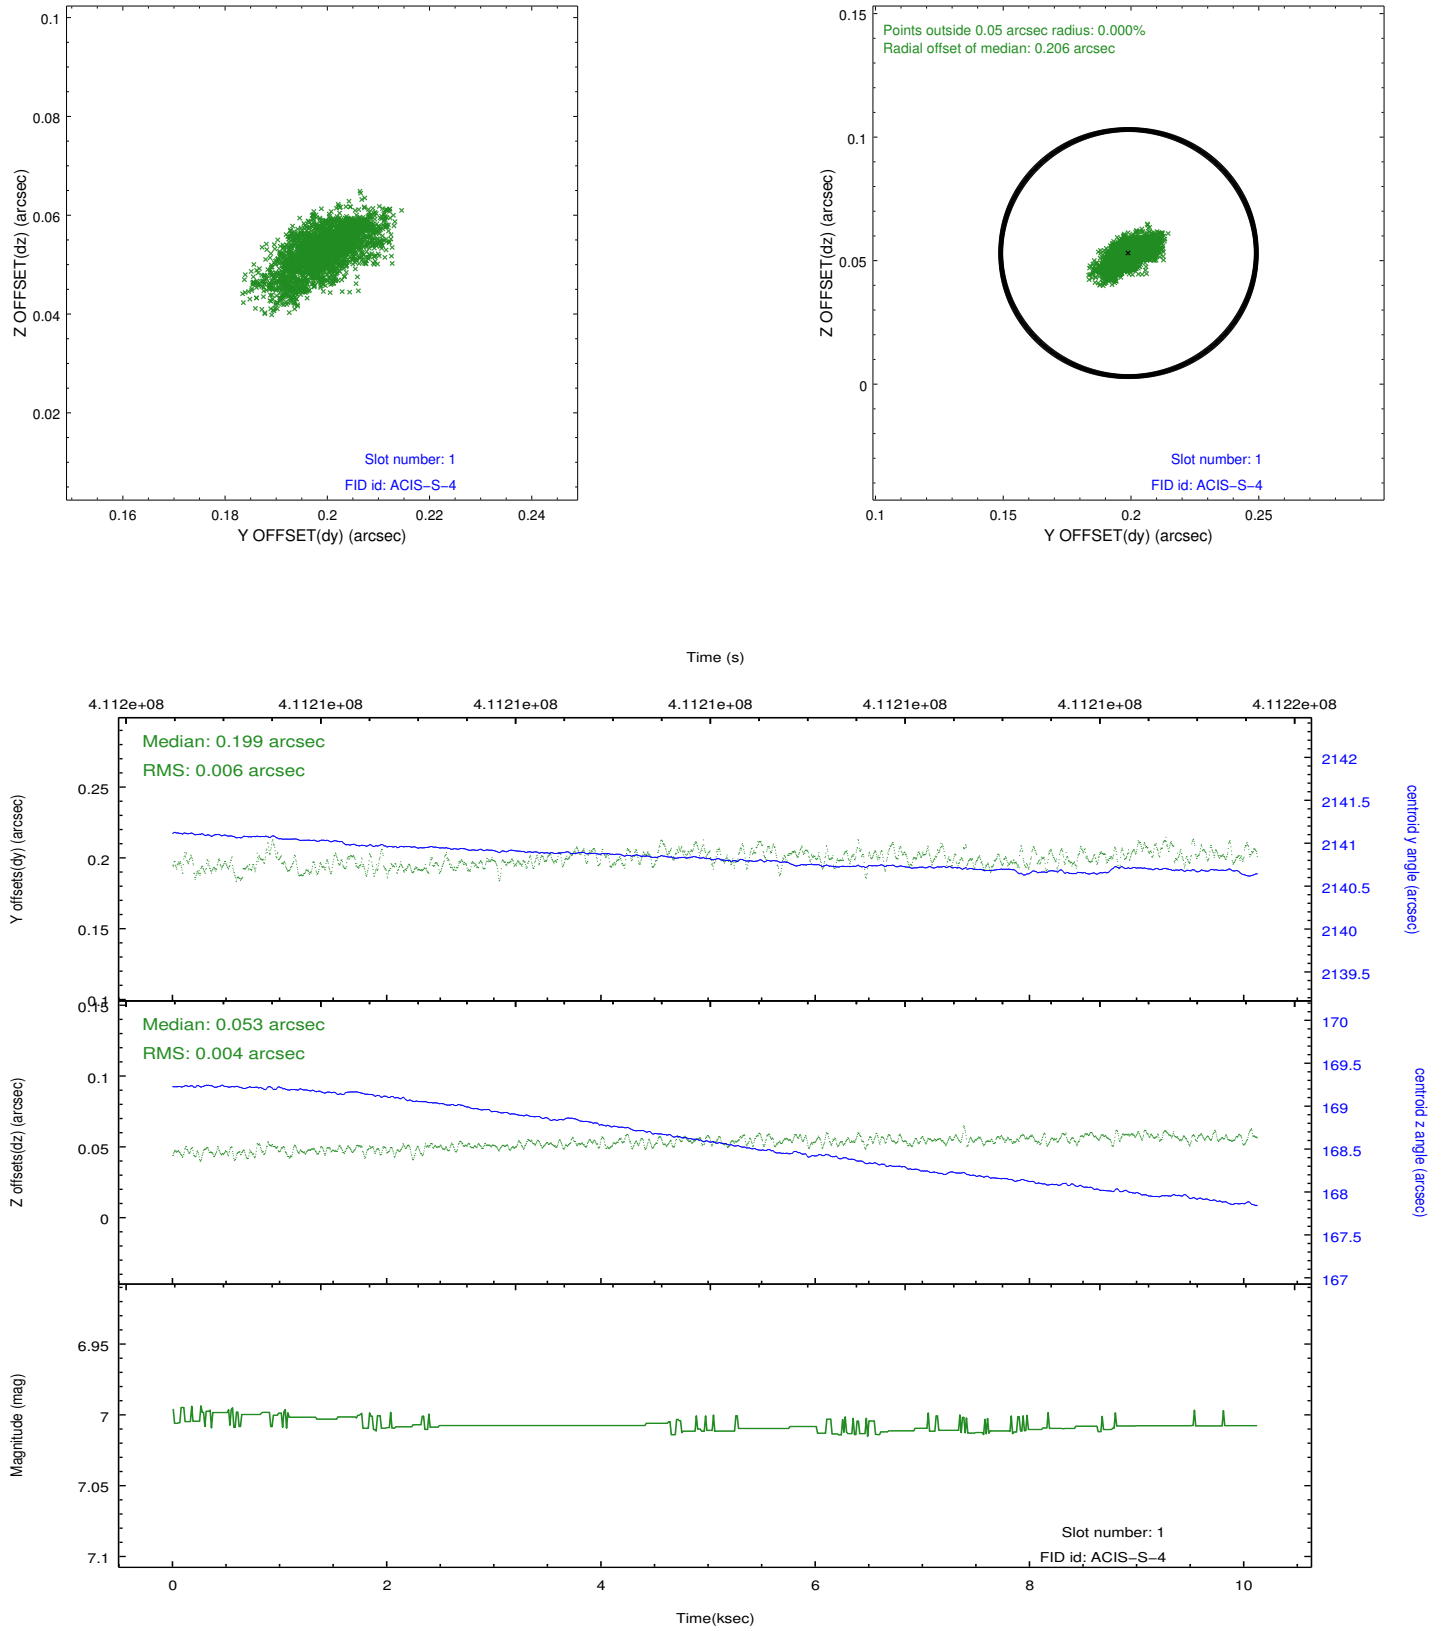 0.1
0.08
0.06
0.04
0.02
Z OFFSET(dz) (arcsec)
Slot number: 1
FID id: ACIS−S−4
0.16 0.18 0.2 0.22 0.24
Y OFFSET(dy) (arcsec)
0.15
0.1
0.05
0
Z OFFSET(dz) (arcsec)
Points outside 0.05 arcsec radius: 0.000%
Radial offset of median: 0.206 arcsec
Slot number: 1
FID id: ACIS−S−4
0.1 0.15 0.2 0.25
Y OFFSET(dy) (arcsec)
Time (s)
4.112e+08 4.1121e+08 4.1121e+08 4.1121e+08 4.1121e+08 4.1121e+08 4.1122e+08
Median: 0.199 arcsec
RMS: 0.006 arcsec
0.25
0.2
0.15
0.1
Y offsets(dy) (arcsec)
2142
2141.5
2141
2140.5
2140
2139.5
centroid y angle (arcsec)
Median: 0.053 arcsec
RMS: 0.004 arcsec
0.15
0.1
0.05
0
Z offsets(dz) (arcsec)
170
169.5
169
168.5
168
167.5
167
centroid z angle (arcsec)
6.95
7
7.05
7.1
Magnitude (mag)
Slot number: 1
FID id: ACIS−S−4
0 2 4 6 8 10
Time(ksec)